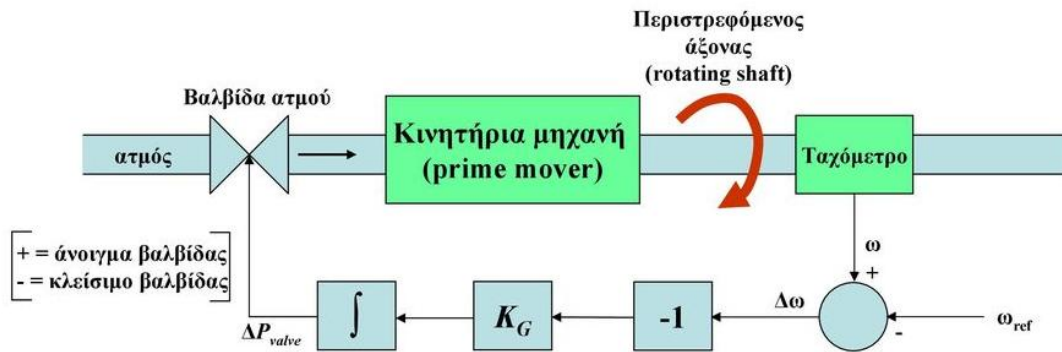 Περιστρεφόμενος
άξονας
(rotating shaft)
Βαλβίδα ατμού
ατμός
Κινητήρια μηχανή
(prime mover)
Ταχόμετρο
+ = άνοιγμα βαλβίδας
- = κλείσιμο βαλβίδας
ω
+
Δω
-
ω_ref
-1
K_G
∫
ΔP_valve